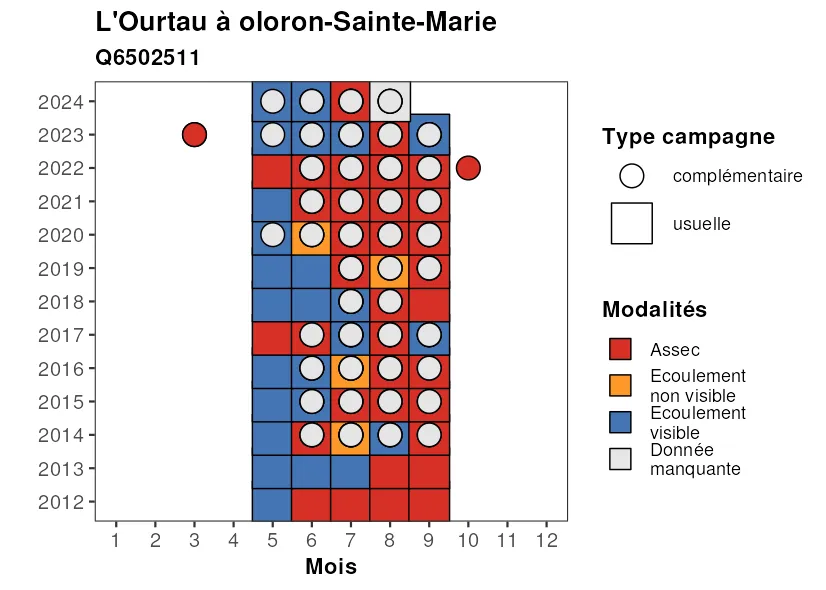 L'Ourtau à oloron-Sainte-Marie
Q6502511
2024
2023
2022
2021
2020
2019
2018
2017
2016
2015
2014
2013
2012
1 2 3 4 5 6 7 8 9 10 11 12
Mois
Type campagne
complémentaire
usuelle
Modalités
Assec
Ecoulement
non visible
Ecoulement
visible
Donnée
manquante